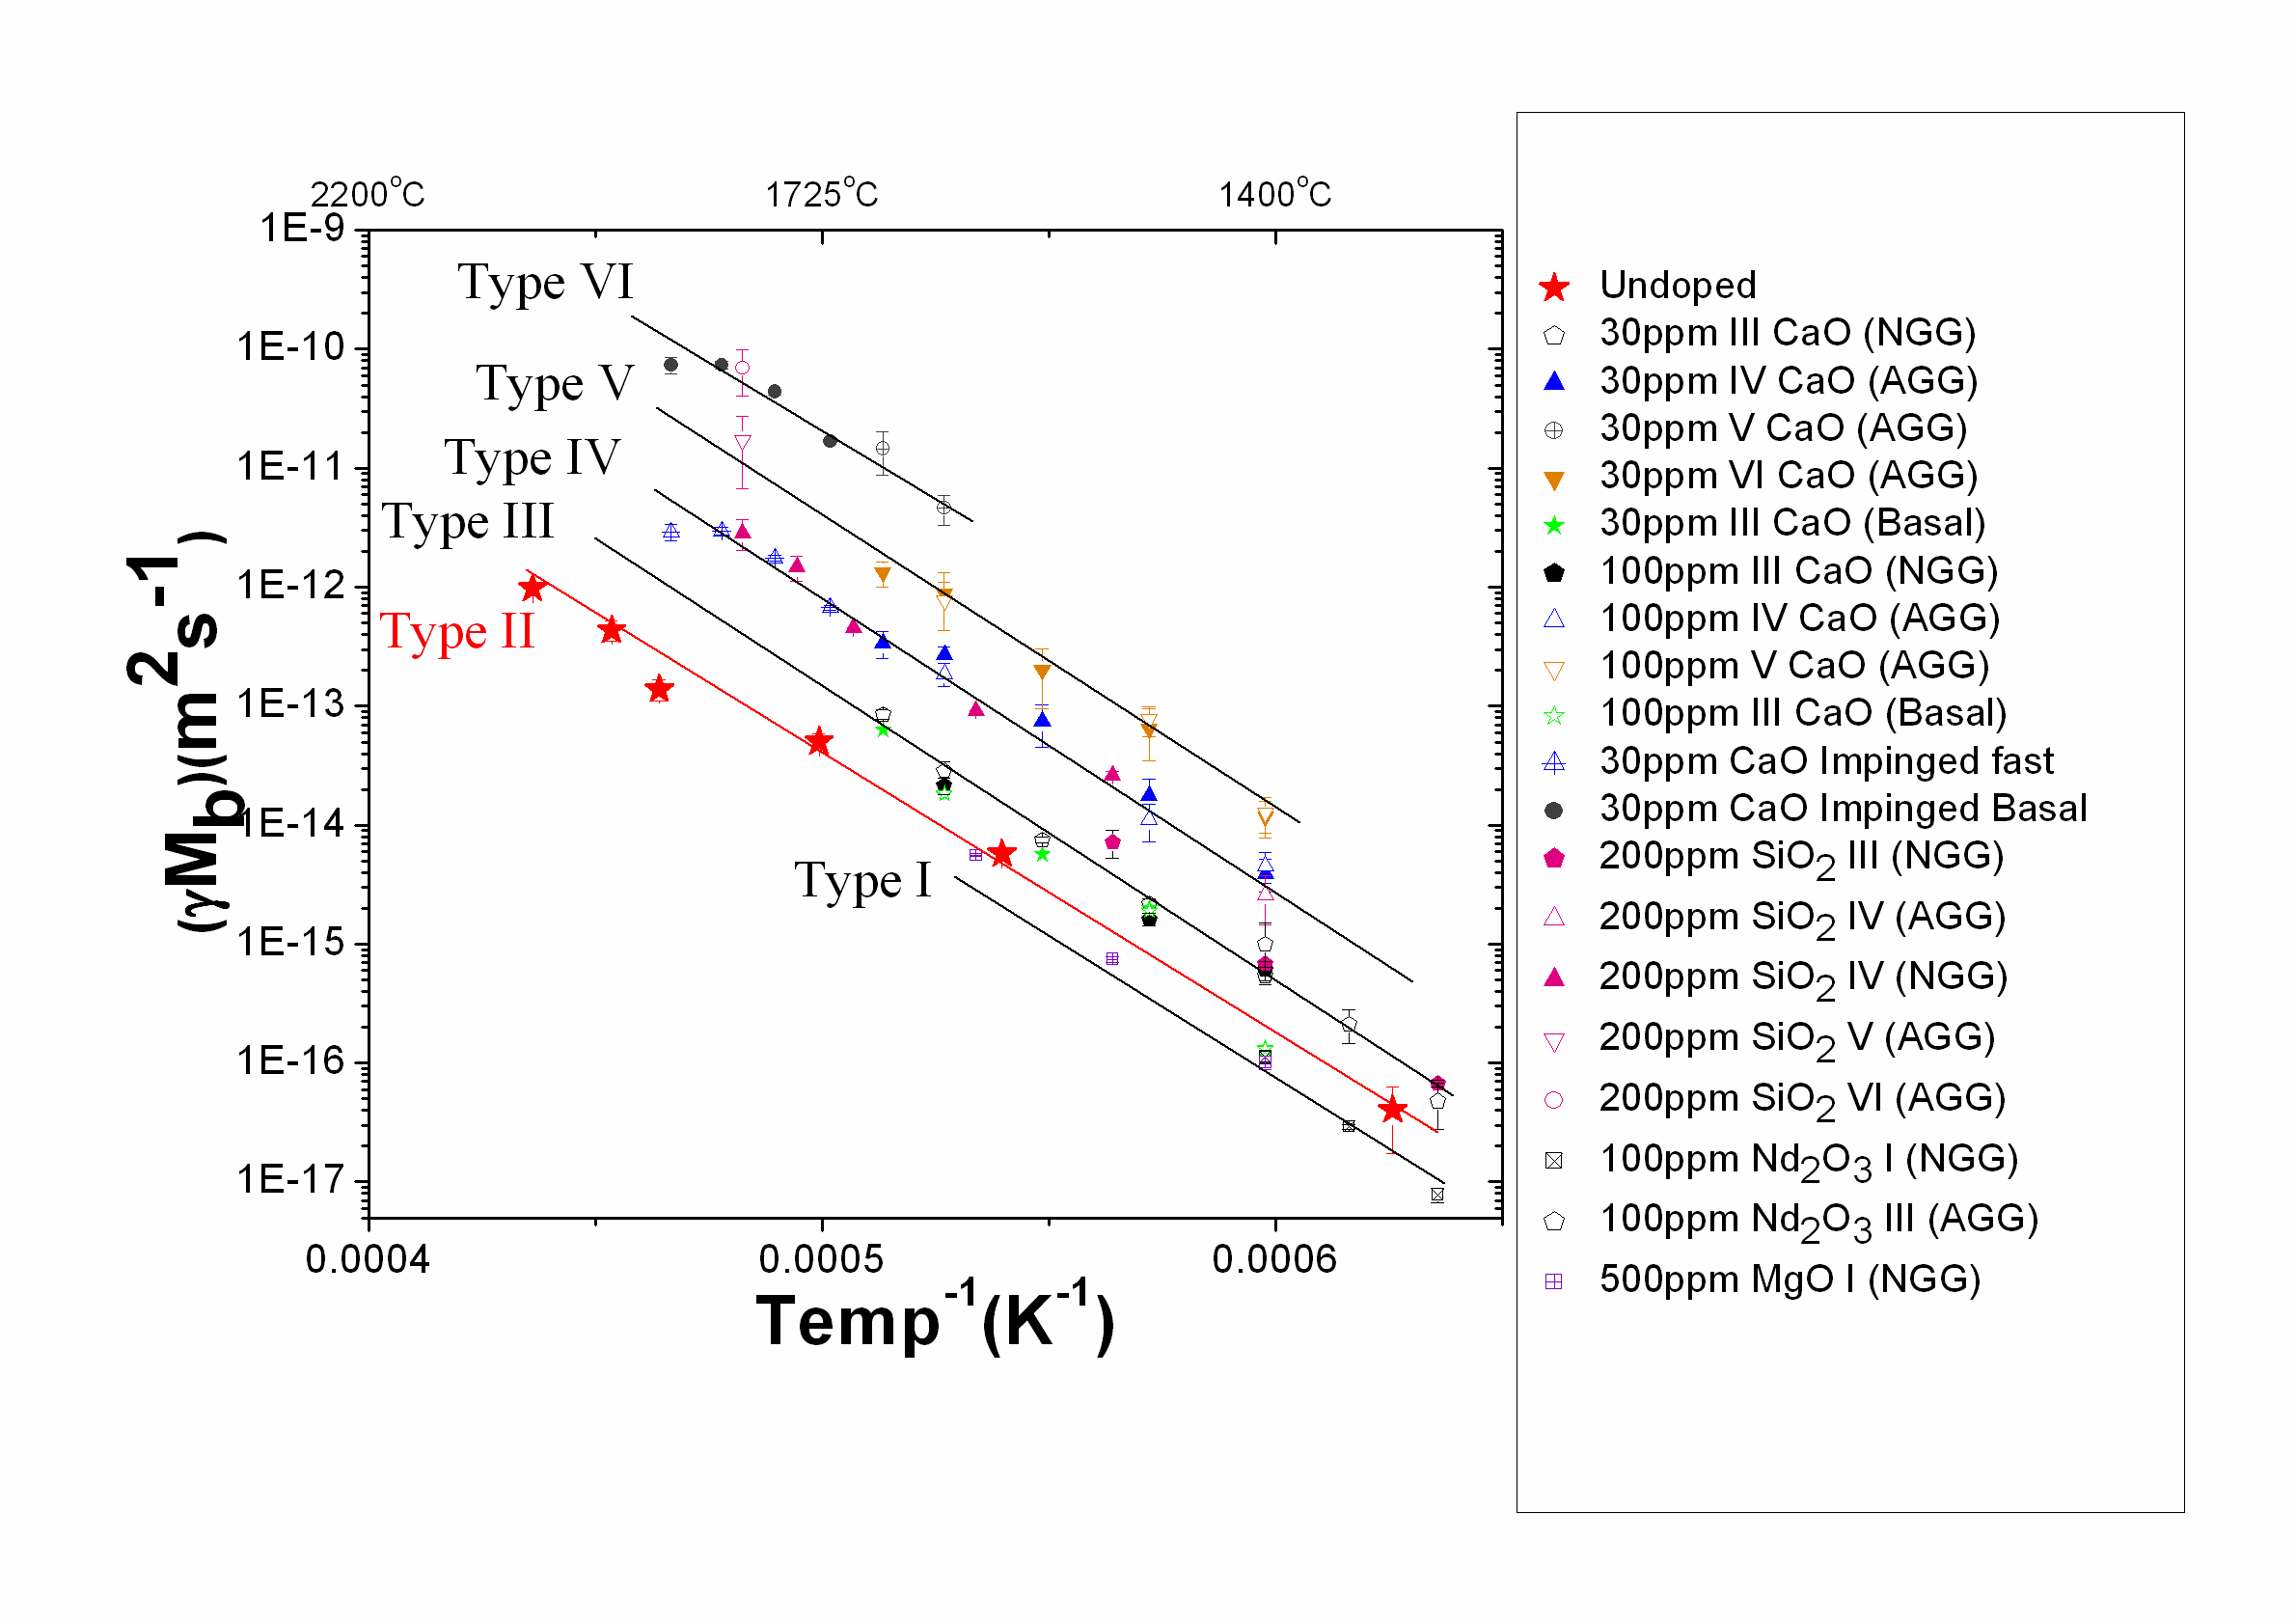 2200°C 1725°C 1400°C
1E-9
1E-10
1E-11
1E-12
1E-13
1E-14
1E-15
1E-16
1E-17
(γM_b)(m²s⁻¹)
Type VI
Type V
Type IV
Type III
Type II
Type I
0.0004 0.0005 0.0006
Temp⁻¹(K⁻¹)
Undoped
30ppm III CaO (NGG)
30ppm IV CaO (AGG)
30ppm V CaO (AGG)
30ppm VI CaO (AGG)
30ppm III CaO (Basal)
100ppm III CaO (NGG)
100ppm IV CaO (AGG)
100ppm V CaO (AGG)
100ppm III CaO (Basal)
30ppm CaO Impinged fast
30ppm CaO Impinged Basal
200ppm SiO₂ III (NGG)
200ppm SiO₂ IV (AGG)
200ppm SiO₂ IV (NGG)
200ppm SiO₂ V (AGG)
200ppm SiO₂ VI (AGG)
100ppm Nd₂O₃ I (NGG)
100ppm Nd₂O₃ III (AGG)
500ppm MgO I (NGG)